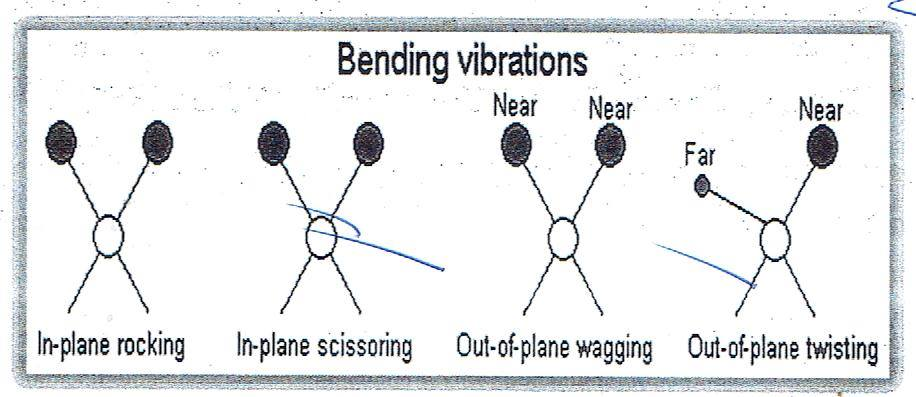 Bending vibrations
Near Near Near
Far
In-plane rocking In-plane scissoring Out-of-plane wagging Out-of-plane twisting